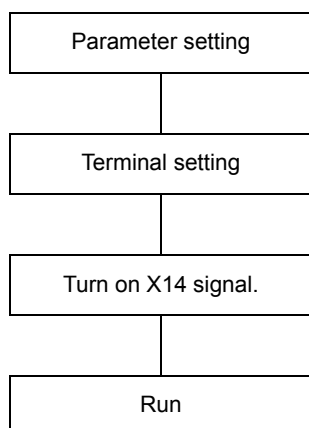 Parameter setting
Terminal setting
Turn on X14 signal.
Run